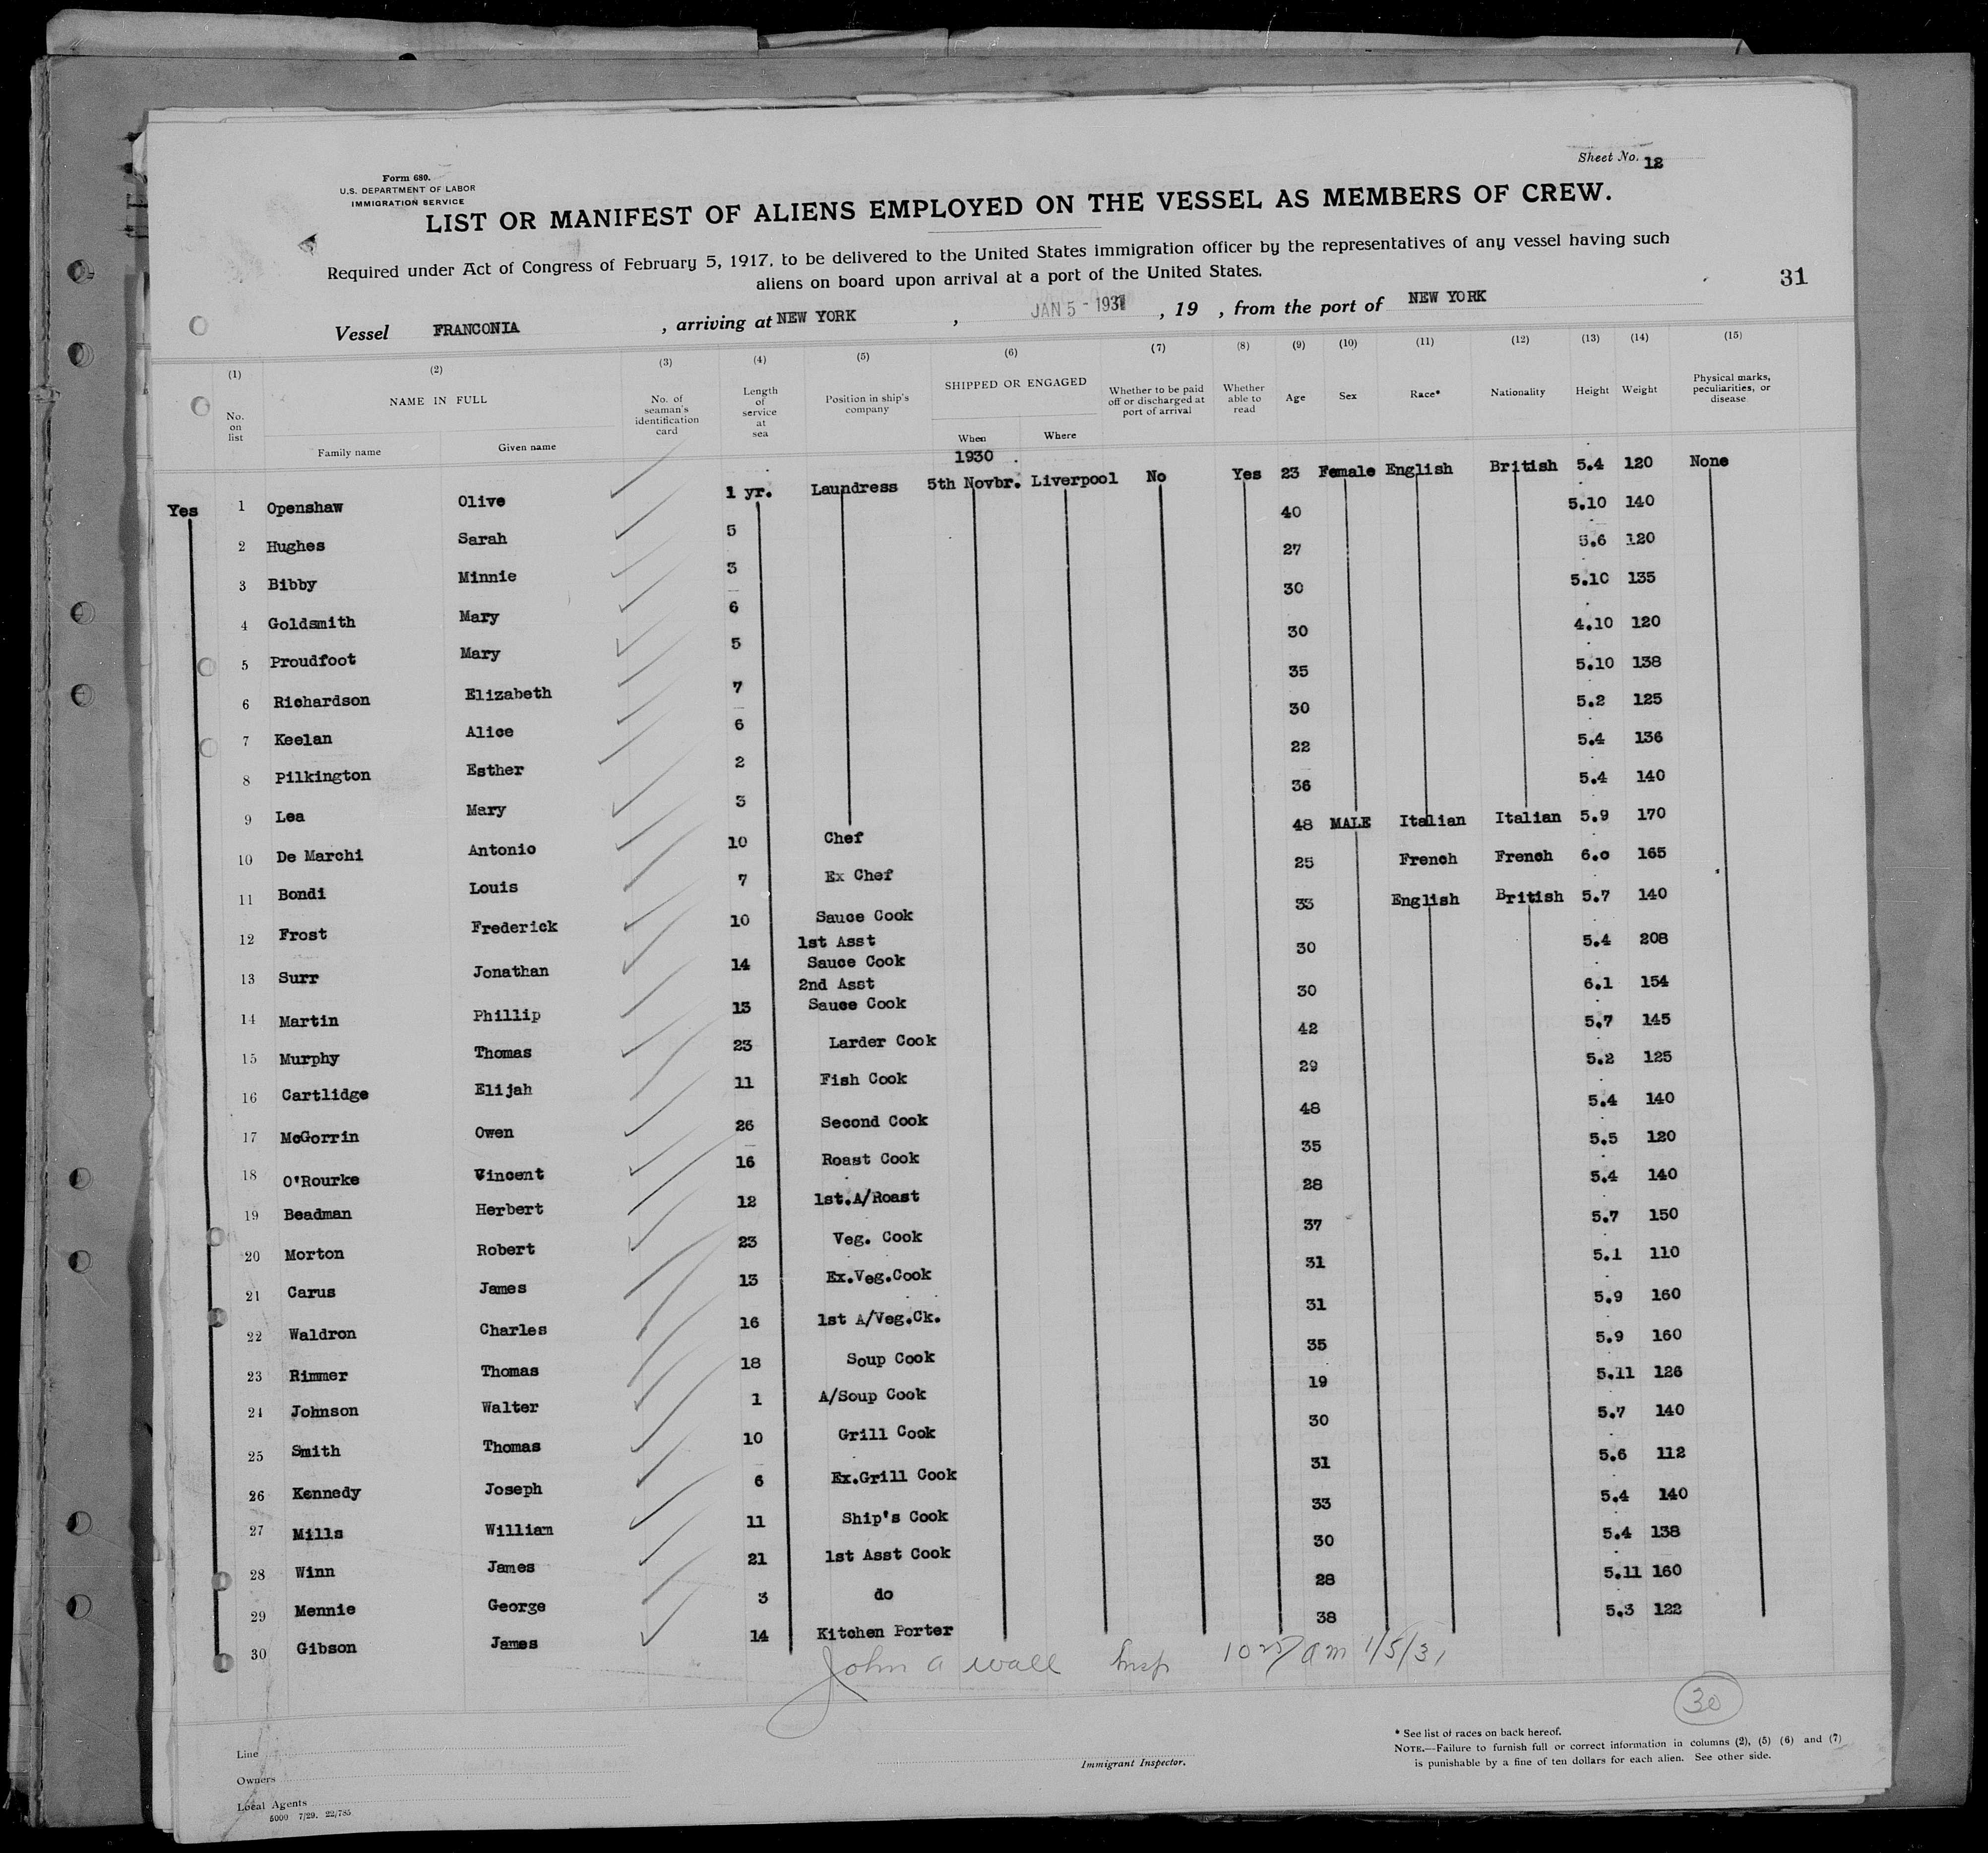 Sheet No. 12
Form 680.
U.S. DEPARTMENT OF LABOR
IMMIGRATION SERVICE
LIST OR MANIFEST OF ALIENS EMPLOYED ON THE VESSEL AS MEMBERS OF CREW.
Required under Act of Congress of February 5, 1917, to be delivered to the United States immigration officer by the representatives of any vessel having such
aliens on board upon arrival at a port of the United States.
31
Vessel FRANCONIA , arriving at NEW YORK , JAN 5 - 1931 , 19 , from the port of NEW YORK
(1) (2) (3) (4) (5) (6) (7) (8) (9) (10) (11) (12) (13) (14) (15)
No. on list NAME IN FULL Family name Given name No. of seaman's identification card Length of service at sea Position in ship's company SHIPPED OR ENGAGED When Where Whether to be paid off or discharged at port of arrival Whether able to read Age Sex Race* Nationality Height Weight Physical marks, peculiarities, or disease
1930
Yes 1 Openshaw Olive 1 yr. Laundress 5th Novbr. Liverpool No Yes 23 Female English British 5.4 120 None
2 Hughes Sarah 5 40 5.10 140
3 Bibby Minnie 3 27 5.6 120
4 Goldsmith Mary 6 30 5.10 135
5 Proudfoot Mary 5 30 4.10 120
6 Richardson Elizabeth 7 35 5.10 138
7 Keelan Alice 6 30 5.2 125
8 Pilkington Esther 2 22 5.4 136
9 Lea Mary 3 36 5.4 140
10 De Marchi Antonio 10 Chef 48 MALE Italian Italian 5.9 170
11 Bondi Louis 7 Ex Chef 25 French French 6.0 165
12 Frost Frederick 10 Sauce Cook 33 English British 5.7 140
13 Surr Jonathan 14 1st Asst Sauce Cook 30 5.4 208
14 Martin Phillip 13 2nd Asst Sauce Cook 30 6.1 154
15 Murphy Thomas 23 Larder Cook 42 5.7 145
16 Cartlidge Elijah 11 Fish Cook 29 5.2 125
17 McGorrin Owen 26 Second Cook 48 5.4 140
18 O'Rourke Vincent 16 Roast Cook 35 5.5 120
19 Beadman Herbert 12 1st.A/Roast 28 5.4 140
20 Morton Robert 23 Veg. Cook 37 5.7 150
21 Carus James 13 Ex.Veg.Cook 31 5.1 110
22 Waldron Charles 16 1st A/Veg.Ck. 31 5.9 160
23 Rimmer Thomas 18 Soup Cook 35 5.9 160
24 Johnson Walter 1 A/Soup Cook 19 5.11 126
25 Smith Thomas 10 Grill Cook 30 5.7 140
26 Kennedy Joseph 6 Ex.Grill Cook 31 5.6 112
27 Mills William 11 Ship's Cook 33 5.4 140
28 Winn James 21 1st Asst Cook 30 5.4 138
29 Mennie George 3 do 28 5.11 160
30 Gibson James 14 Kitchen Porter 38 5.3 122
John A Wall Insp 10 25 am 1/5/31
30
Line
Owners
Local Agents
5000 7/29. 22/785
Immigrant Inspector.
* See list of races on back hereof.
NOTE.—Failure to furnish full or correct information in columns (2), (5) (6) and (7)
is punishable by a fine of ten dollars for each alien. See other side.